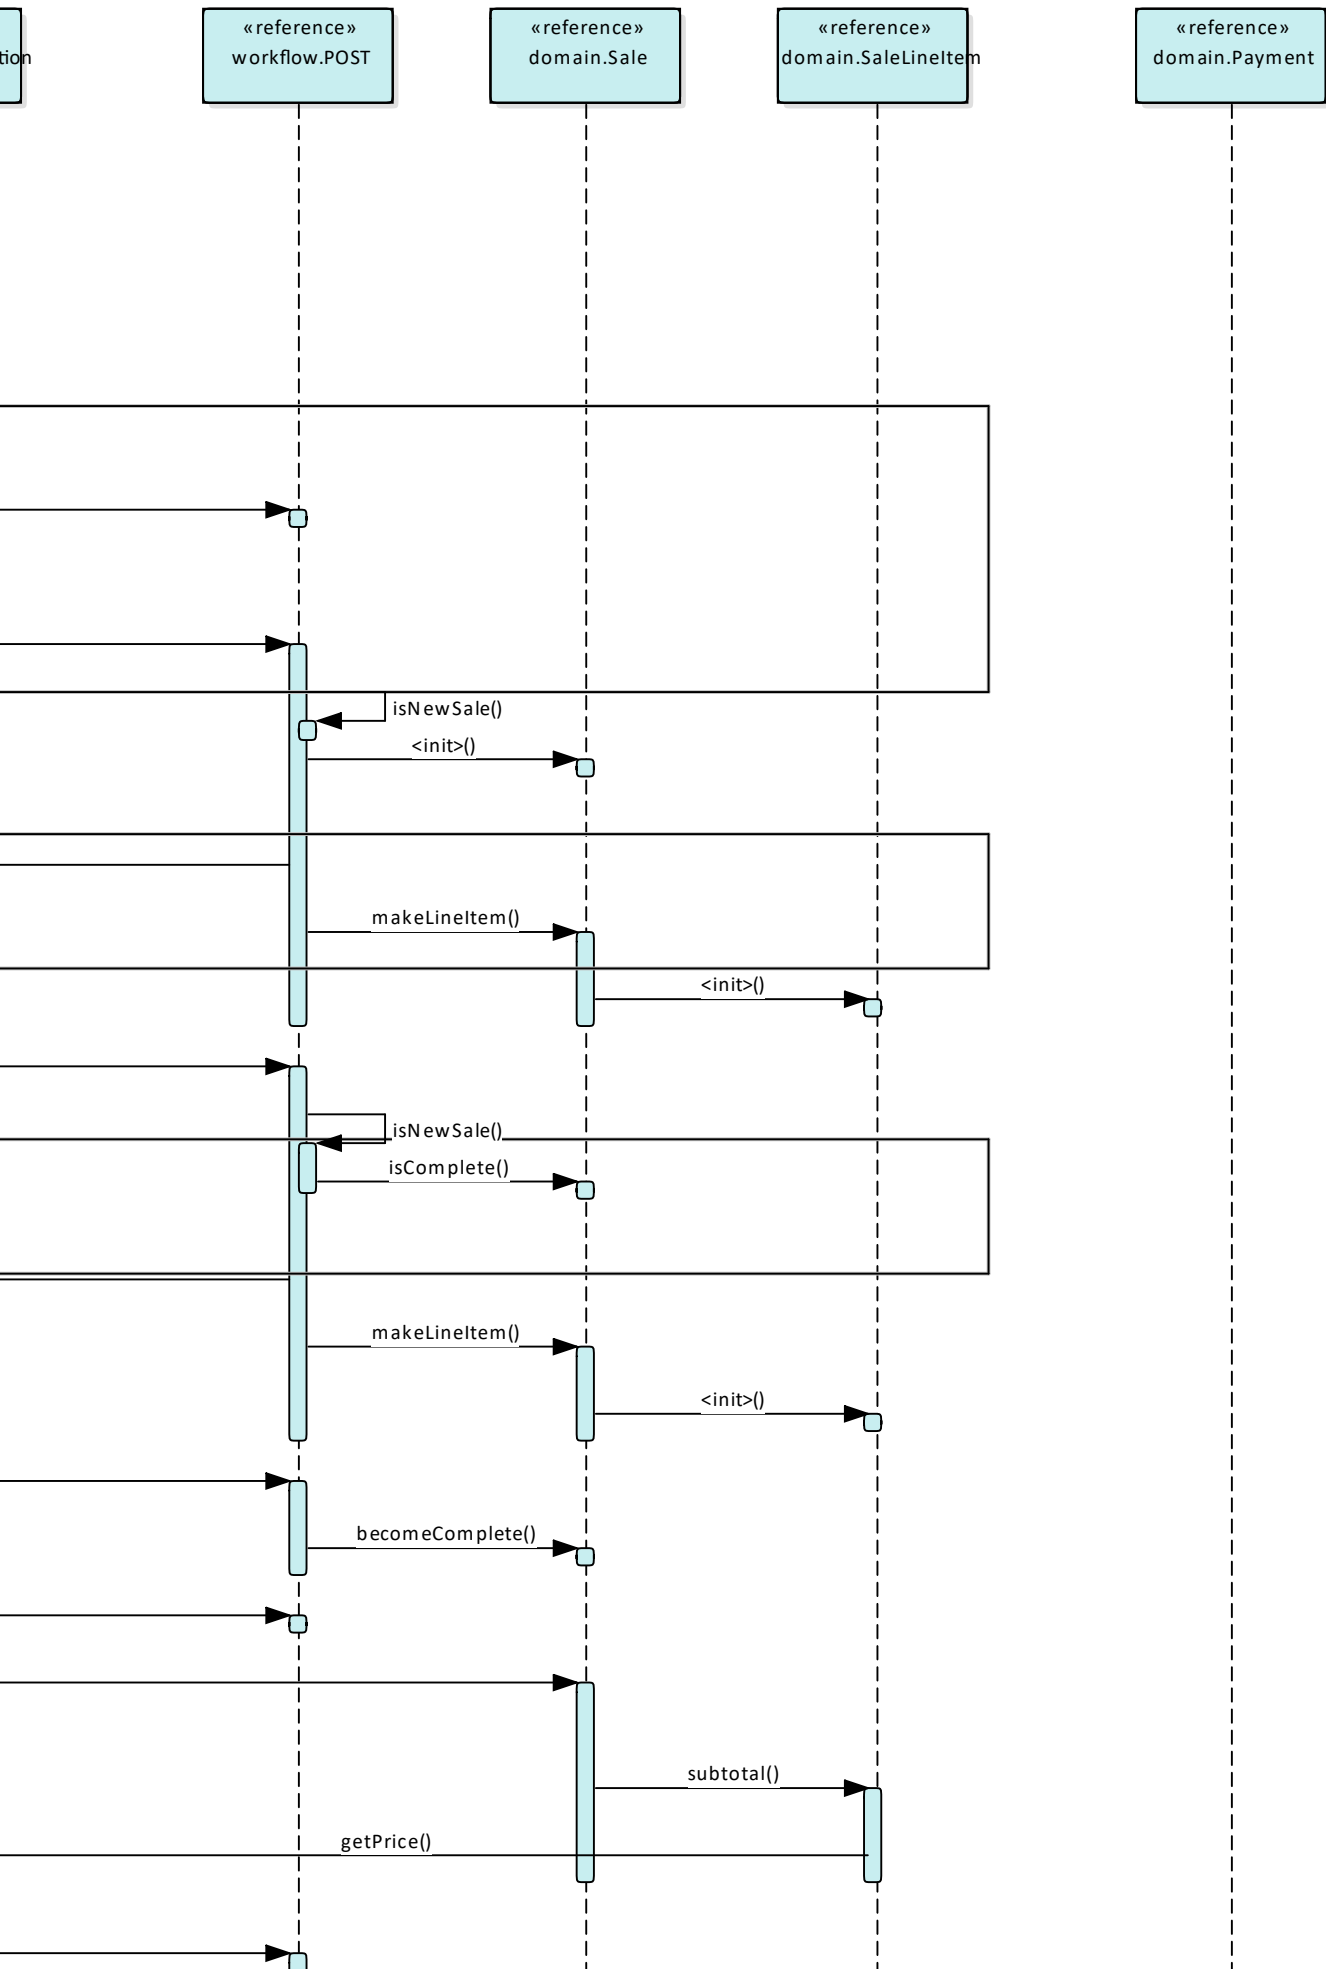 «reference»
workflow.POST
«reference»
domain.Sale
«reference»
domain.SaleLineItem
«reference»
domain.Payment
tion
isNewSale()
<init>()
makeLineItem()
<init>()
isNewSale()
isComplete()
makeLineItem()
<init>()
becomeComplete()
subtotal()
getPrice()